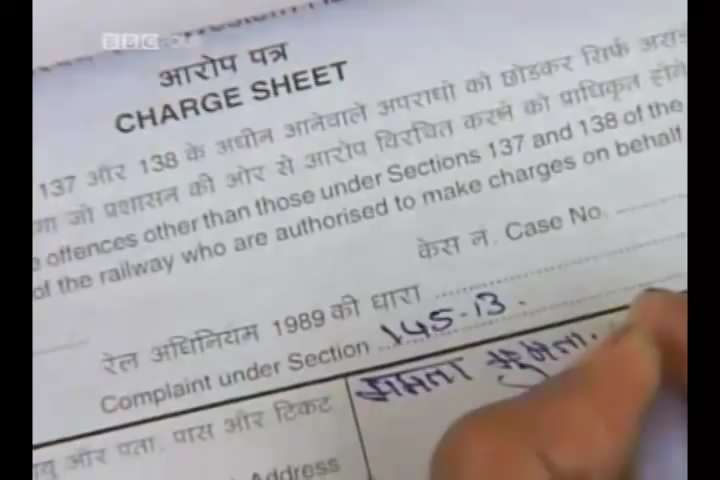 BBC
आरोप पत्र
CHARGE SHEET
137 और 138 के अधीन आनेवाले अपराधो को छोडकर सिर्फ
गा जो प्रशासन की ओर से आरोप विरचित करने को प्राधिकृत होंगे
offences other than those under Sections 137 and 138 of the
of the railway who are authorised to make charges on behalf
केस नं. Case No.
रेल अधिनियम 1989 की धारा
Complaint under Section 145-13.
ममता
और पता, पास और टिकट
Address